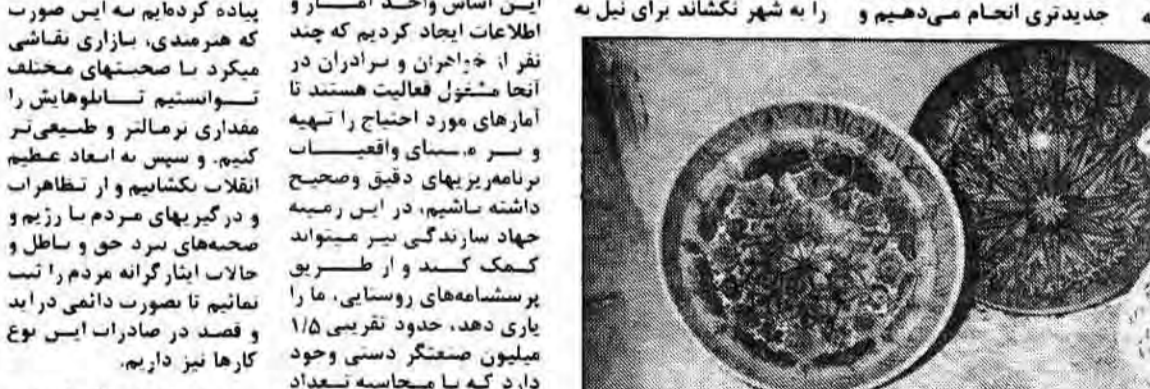 جدیدتری انجام می‌دهیم و
را به شهر نکشاند برای نیل به
این اساس واحد آمار و
اطلاعات ایجاد کردیم که چند
نفر از خواهران و برادران در
آنجا مشغول فعالیت هستند تا
آمارهای مورد احتیاج را تهیه
و بر مبنای واقعیات
برنامه‌ریزیهای دقیق وصحیح
داشته باشیم، در این زمینه
جهاد سازندگی نیز میتواند
کمک کند و از طریق
پرسشنامه‌های روستایی، ما را
یاری دهد، حدود تقریبی ۱/۵
میلیون صنعتگر دستی وجود
دارد که با محاسبه تعداد
پیاده کرده‌ایم به این صورت
که هنرمندی، بازاری نقاشی
میکرد با صحبتهای مختلف
توانستیم تابلوهایش را
مقداری نرمالتر و طبیعی‌تر
کنیم. و سپس به ابعاد عظیم
انقلاب بکشانیم و از تظاهرات
و درگیریهای مردم با رژیم و
صحنه‌های نبرد حق و باطل و
حالات ایثارگرانه مردم را ثبت
نمائیم تا بصورت دائمی درآید
و قصد در صادرات این نوع
کارها نیز داریم.